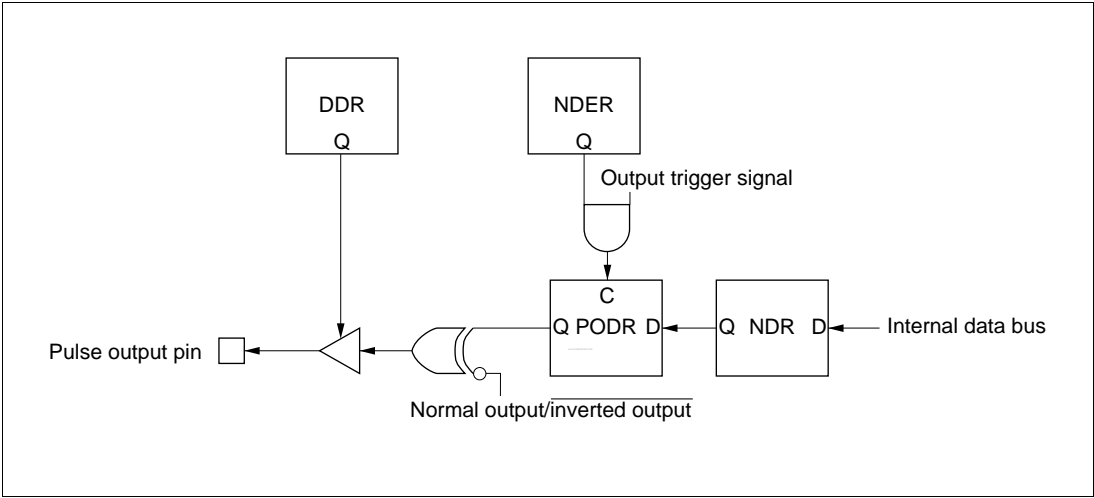 DDR
Q
NDER
Q
Output trigger signal
C
Q PODR D
Q NDR D
Internal data bus
Pulse output pin
Normal output/inverted output